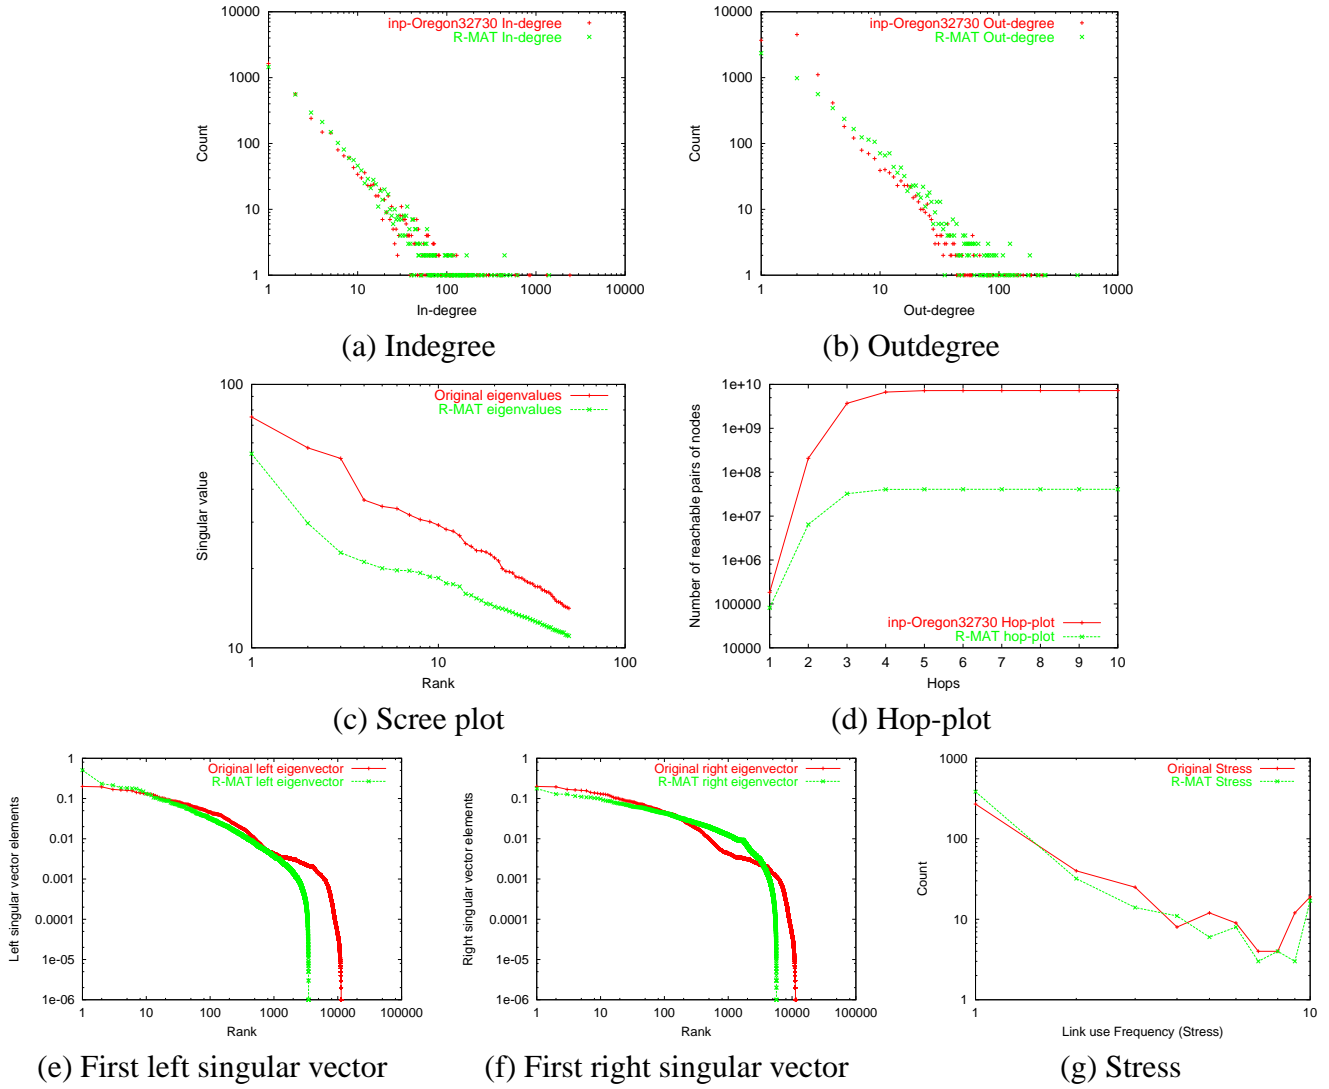 inp-Oregon32730 In-degree
R-MAT In-degree
10000
1000
100
10
1
Count
1 10 100 1000 10000
In-degree
(a) Indegree
inp-Oregon32730 Out-degree
R-MAT Out-degree
10000
1000
100
10
1
Count
1 10 100 1000
Out-degree
(b) Outdegree
Original eigenvalues
R-MAT eigenvalues
100
10
Singular value
1 10 100
Rank
(c) Scree plot
1e+10
1e+09
1e+08
1e+07
1e+06
100000
10000
Number of reachable pairs of nodes
inp-Oregon32730 Hop-plot
R-MAT hop-plot
1 2 3 4 5 6 7 8 9 10
Hops
(d) Hop-plot
Original left eigenvector
R-MAT left eigenvector
1
0.1
0.01
0.001
0.0001
1e-05
1e-06
Left singular vector elements
1 10 100 1000 10000 100000
Rank
(e) First left singular vector
Original right eigenvector
R-MAT right eigenvector
1
0.1
0.01
0.001
0.0001
1e-05
1e-06
Right singular vector elements
1 10 100 1000 10000 100000
Rank
(f) First right singular vector
Original Stress
R-MAT Stress
1000
100
10
1
Count
1 10
Link use Frequency (Stress)
(g) Stress